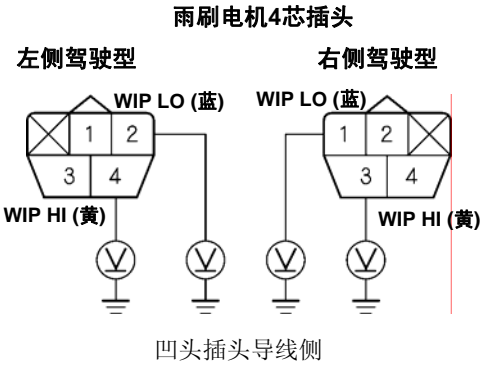 雨刷电机4芯插头
左侧驾驶型 右侧驾驶型
WIP LO (蓝) WIP LO (蓝)
1 2 1 2
3 4 3 4
WIP HI (黄) WIP HI (黄)
V V V V
凹头插头导线侧